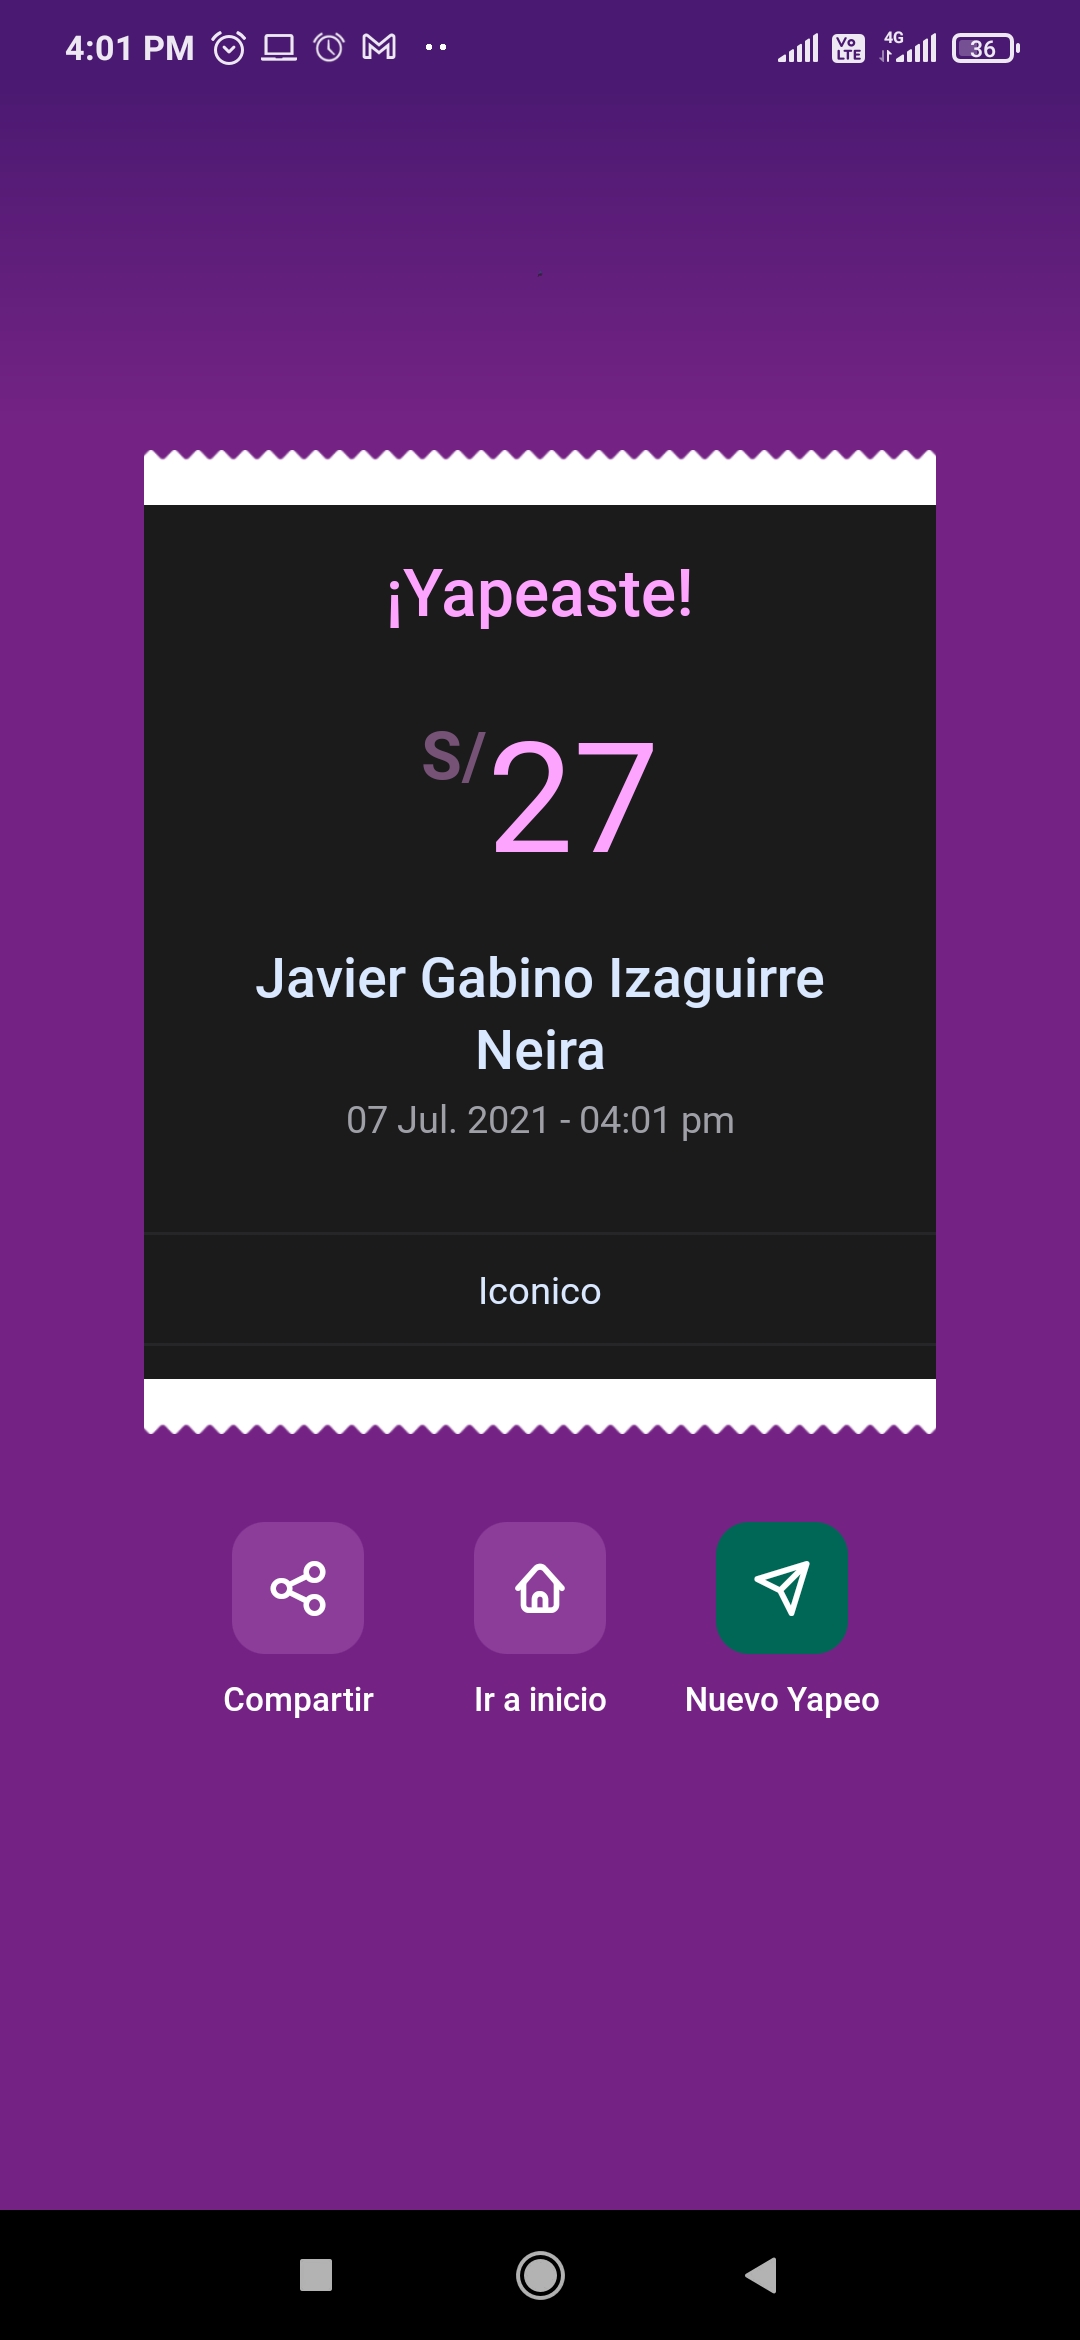 4:01 PM
Vo LTE
4G
36
¡Yapeaste!
S/27
Javier Gabino Izaguirre
Neira
07 Jul. 2021 - 04:01 pm
Iconico
Compartir
Ir a inicio
Nuevo Yapeo